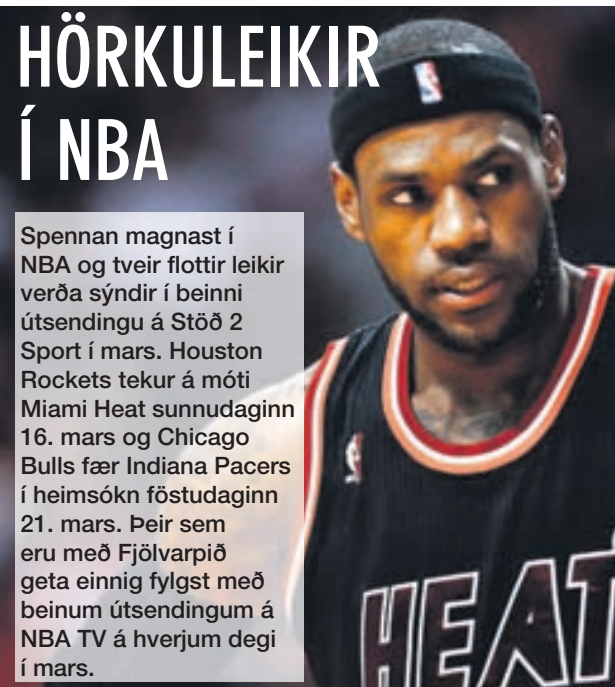 HÖRKULEIKIR
Í NBA
Spennan magnast í
NBA og tveir flottir leikir
verða sýndir í beinni
útsendingu á Stöð 2
Sport í mars. Houston
Rockets tekur á móti
Miami Heat sunnudaginn
16. mars og Chicago
Bulls fær Indiana Pacers
í heimsókn föstudaginn
21. mars. Þeir sem
eru með Fjölvarpið
geta einnig fylgst með
beinum útsendingum á
NBA TV á hverjum degi
í mars.
HEAT